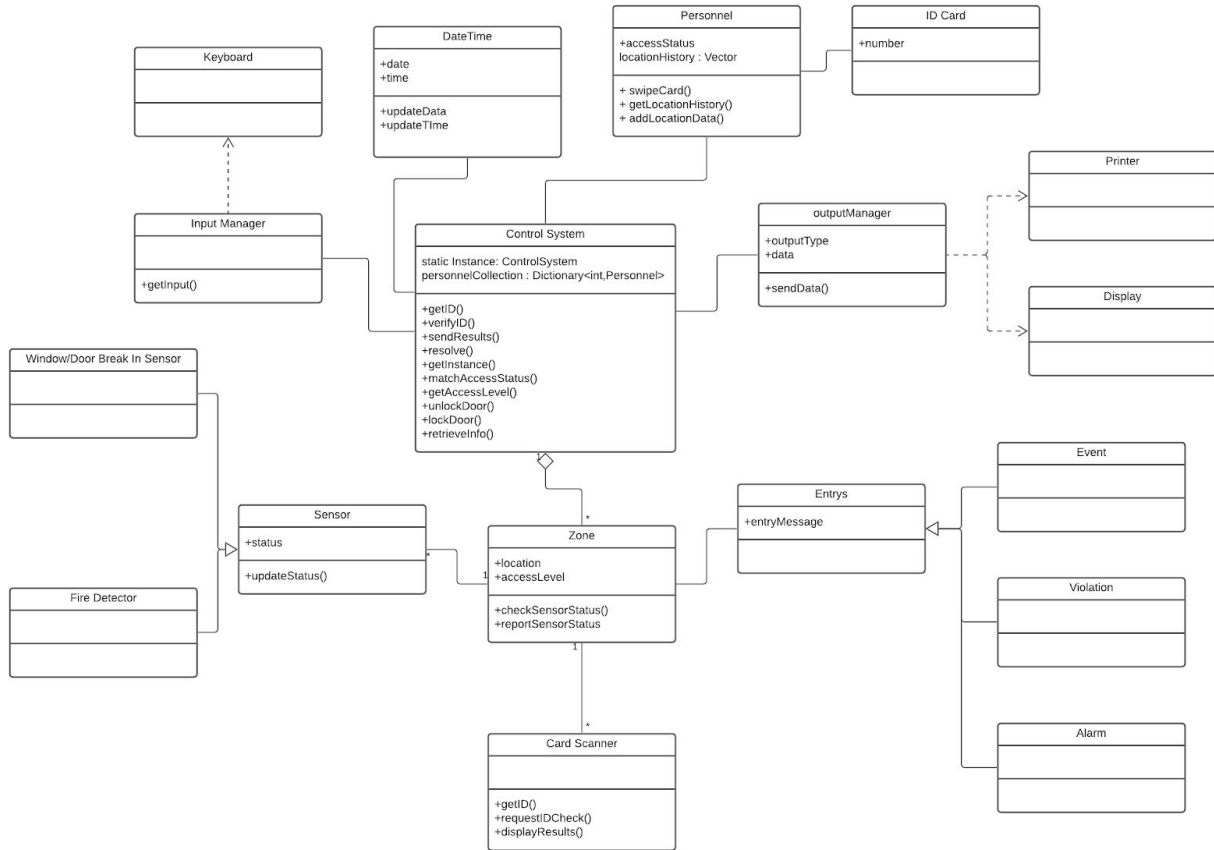 Keyboard
DateTime
+date
+time
+updateData
+updateTIme
Personnel
+accessStatus
locationHistory : Vector
+ swipeCard()
+ getLocationHistory()
+ addLocationData()
ID Card
+number
Input Manager
+getInput()
Control System
static Instance: ControlSystem
personnelCollection : Dictionary<int,Personnel>
+getID()
+verifyID()
+sendResults()
+resolve()
+getInstance()
+matchAccessStatus()
+getAccessLevel()
+unlockDoor()
+lockDoor()
+retrieveInfo()
outputManager
+outputType
+data
+sendData()
Printer
Display
Window/Door Break In Sensor
Fire Detector
Sensor
+status
+updateStatus()
*
1
1
*
Zone
+location
+accessLevel
+checkSensorStatus()
+reportSensorStatus
1
*
Entrys
+entryMessage
Event
Violation
Alarm
Card Scanner
+getID()
+requestIDCheck()
+displayResults()